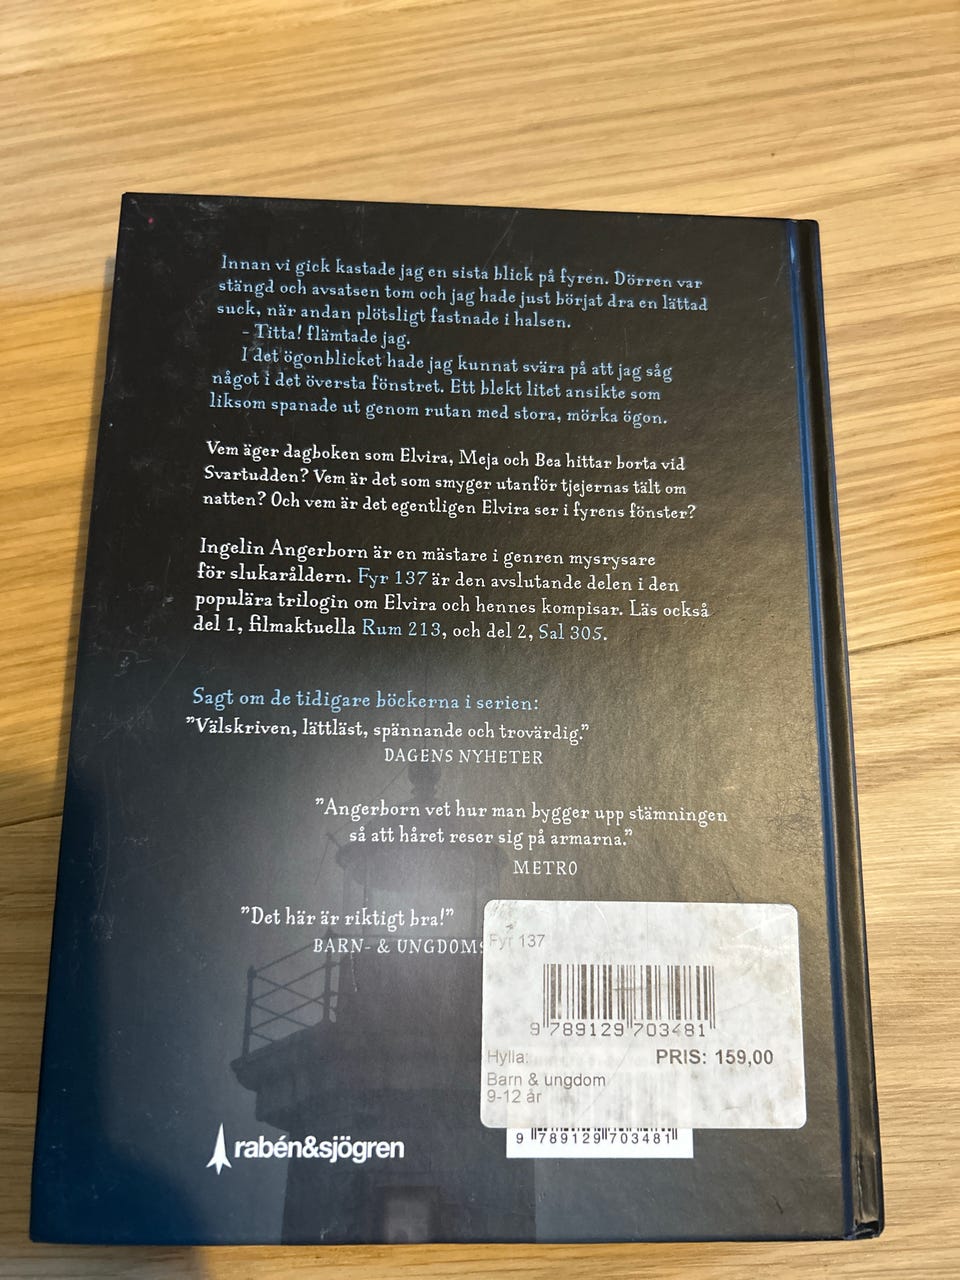 Innan vi gick kastade jag en sista blick på fyren. Dörren var
stängd och avsatsen tom och jag hade just börjat dra en lättad
suck, när andan plötsligt fastnade i halsen.
- Titta! flämtade jag.
I det ögonblicket hade jag kunnat svära på att jag såg
något i det översta fönstret. Ett blekt litet ansikte som
liksom spanade ut genom rutan med stora, mörka ögon.
Vem äger dagboken som Elvira, Meja och Bea hittar borta vid
Svartudden? Vem är det som smyger utanför tjejernas tält om
natten? Och vem är det egentligen Elvira ser i fyrens fönster?
Ingelin Angerborn är en mästare i genren mysrysare
för slukaråldern. Fyr 137 är den avslutande delen i den
populära trilogin om Elvira och hennes kompisar. Läs också
del 1, filmaktuella Rum 213, och del 2, Sal 305.
Sagt om de tidigare böckerna i serien:
”Välskriven, lättläst, spännande och trovärdig.”
DAGENS NYHETER
”Angerborn vet hur man bygger upp stämningen
så att håret reser sig på armarna.”
METRO
”Det här är riktigt bra!”
BARN- & UNGDOMS
Fyr 137
9 789129 703481
Hylla: PRIS: 159,00
Barn & ungdom
9-12 år
9 789129 703481
rabén&sjögren